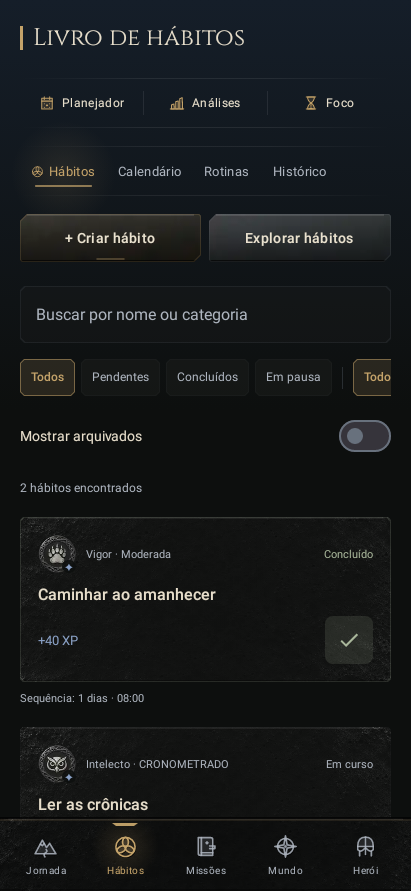 Livro de hábitos
Planejador Análises Foco
Hábitos Calendário Rotinas Histórico
+ Criar hábito Explorar hábitos
Buscar por nome ou categoria
Todos Pendentes Concluídos Em pausa Todo
Mostrar arquivados
2 hábitos encontrados
Vigor · Moderada Concluído
Caminhar ao amanhecer
+40 XP
Sequência: 1 dias · 08:00
Intelecto · CRONOMETRADO Em curso
Ler as crônicas
Jornada Hábitos Missões Mundo Herói